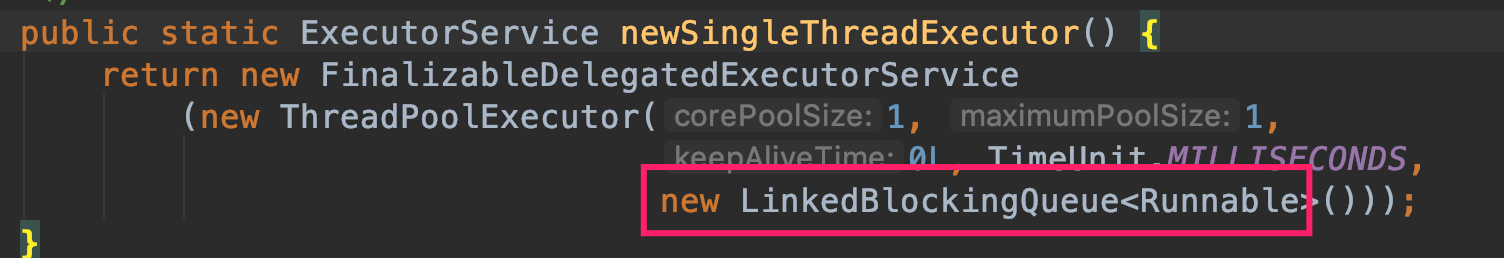 public static ExecutorService newSingleThreadExecutor() {
return new FinalizableDelegatedExecutorService
(new ThreadPoolExecutor( corePoolSize: 1, maximumPoolSize: 1,
keepAliveTime: 0L, TimeUnit.MILLISECONDS,
new LinkedBlockingQueue<Runnable>()));
}